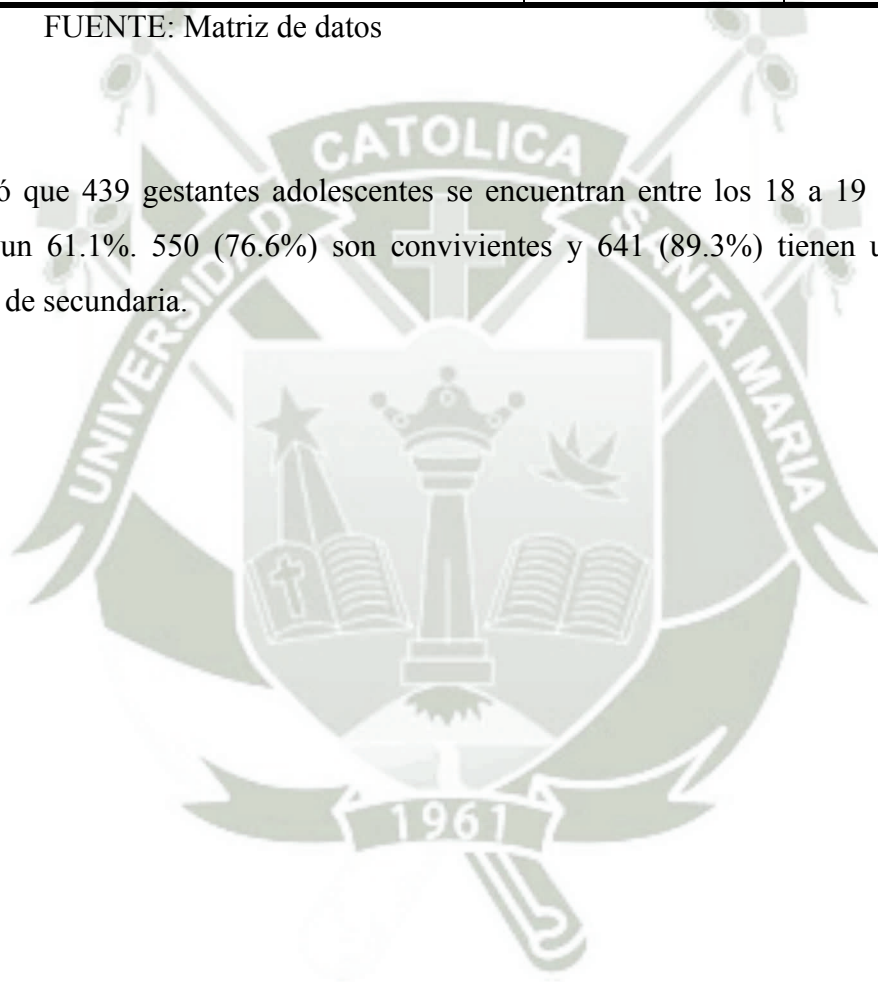 FUENTE: Matriz de datos
CATOLICA
ó que 439 gestantes adolescentes se encuentran entre los 18 a 19
un 61.1%. 550 (76.6%) son convivientes y 641 (89.3%) tienen u
de secundaria.
UNIVERSIDAD
SANTA MARIA
1961